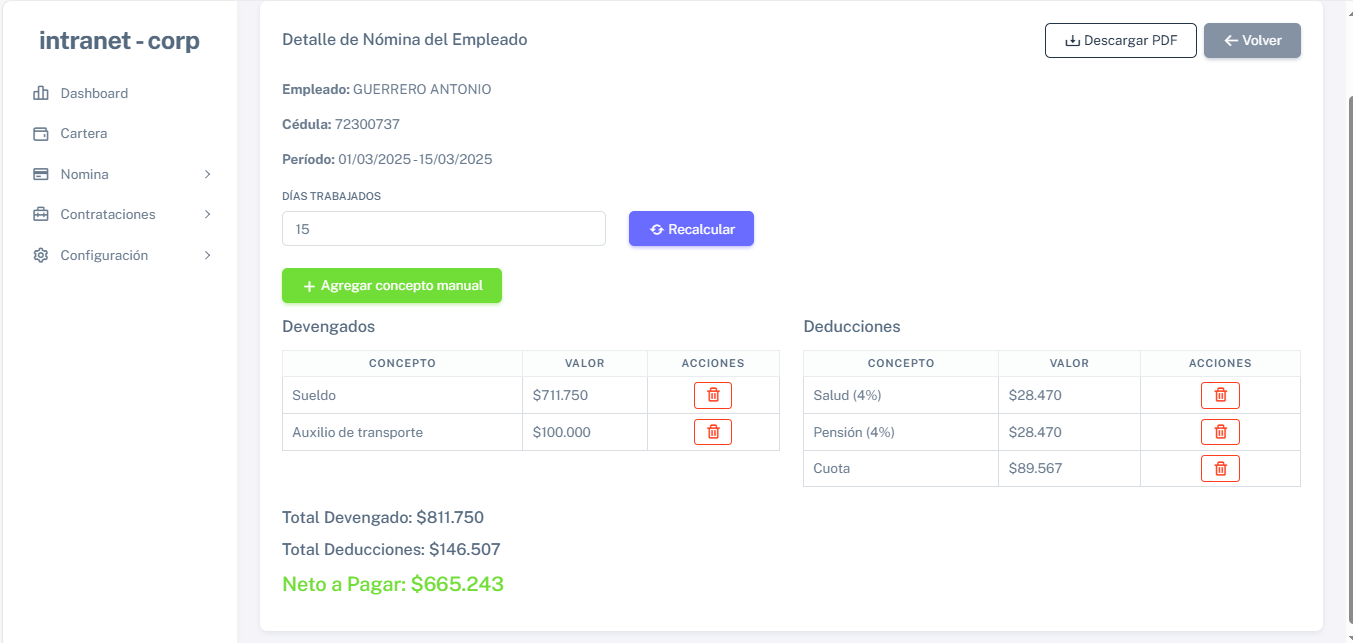 intranet - corp
Dashboard
Cartera
Nomina
Contrataciones
Configuración
Detalle de Nómina del Empleado
Descargar PDF
Volver
Empleado: GUERRERO ANTONIO
Cédula: 72300737
Período: 01/03/2025 - 15/03/2025
DÍAS TRABAJADOS
15
Recalcular
+ Agregar concepto manual
Devengados
CONCEPTO VALOR ACCIONES
Sueldo $711.750
Auxilio de transporte $100.000
Deducciones
CONCEPTO VALOR ACCIONES
Salud (4%) $28.470
Pensión (4%) $28.470
Cuota $89.567
Total Devengado: $811.750
Total Deducciones: $146.507
Neto a Pagar: $665.243